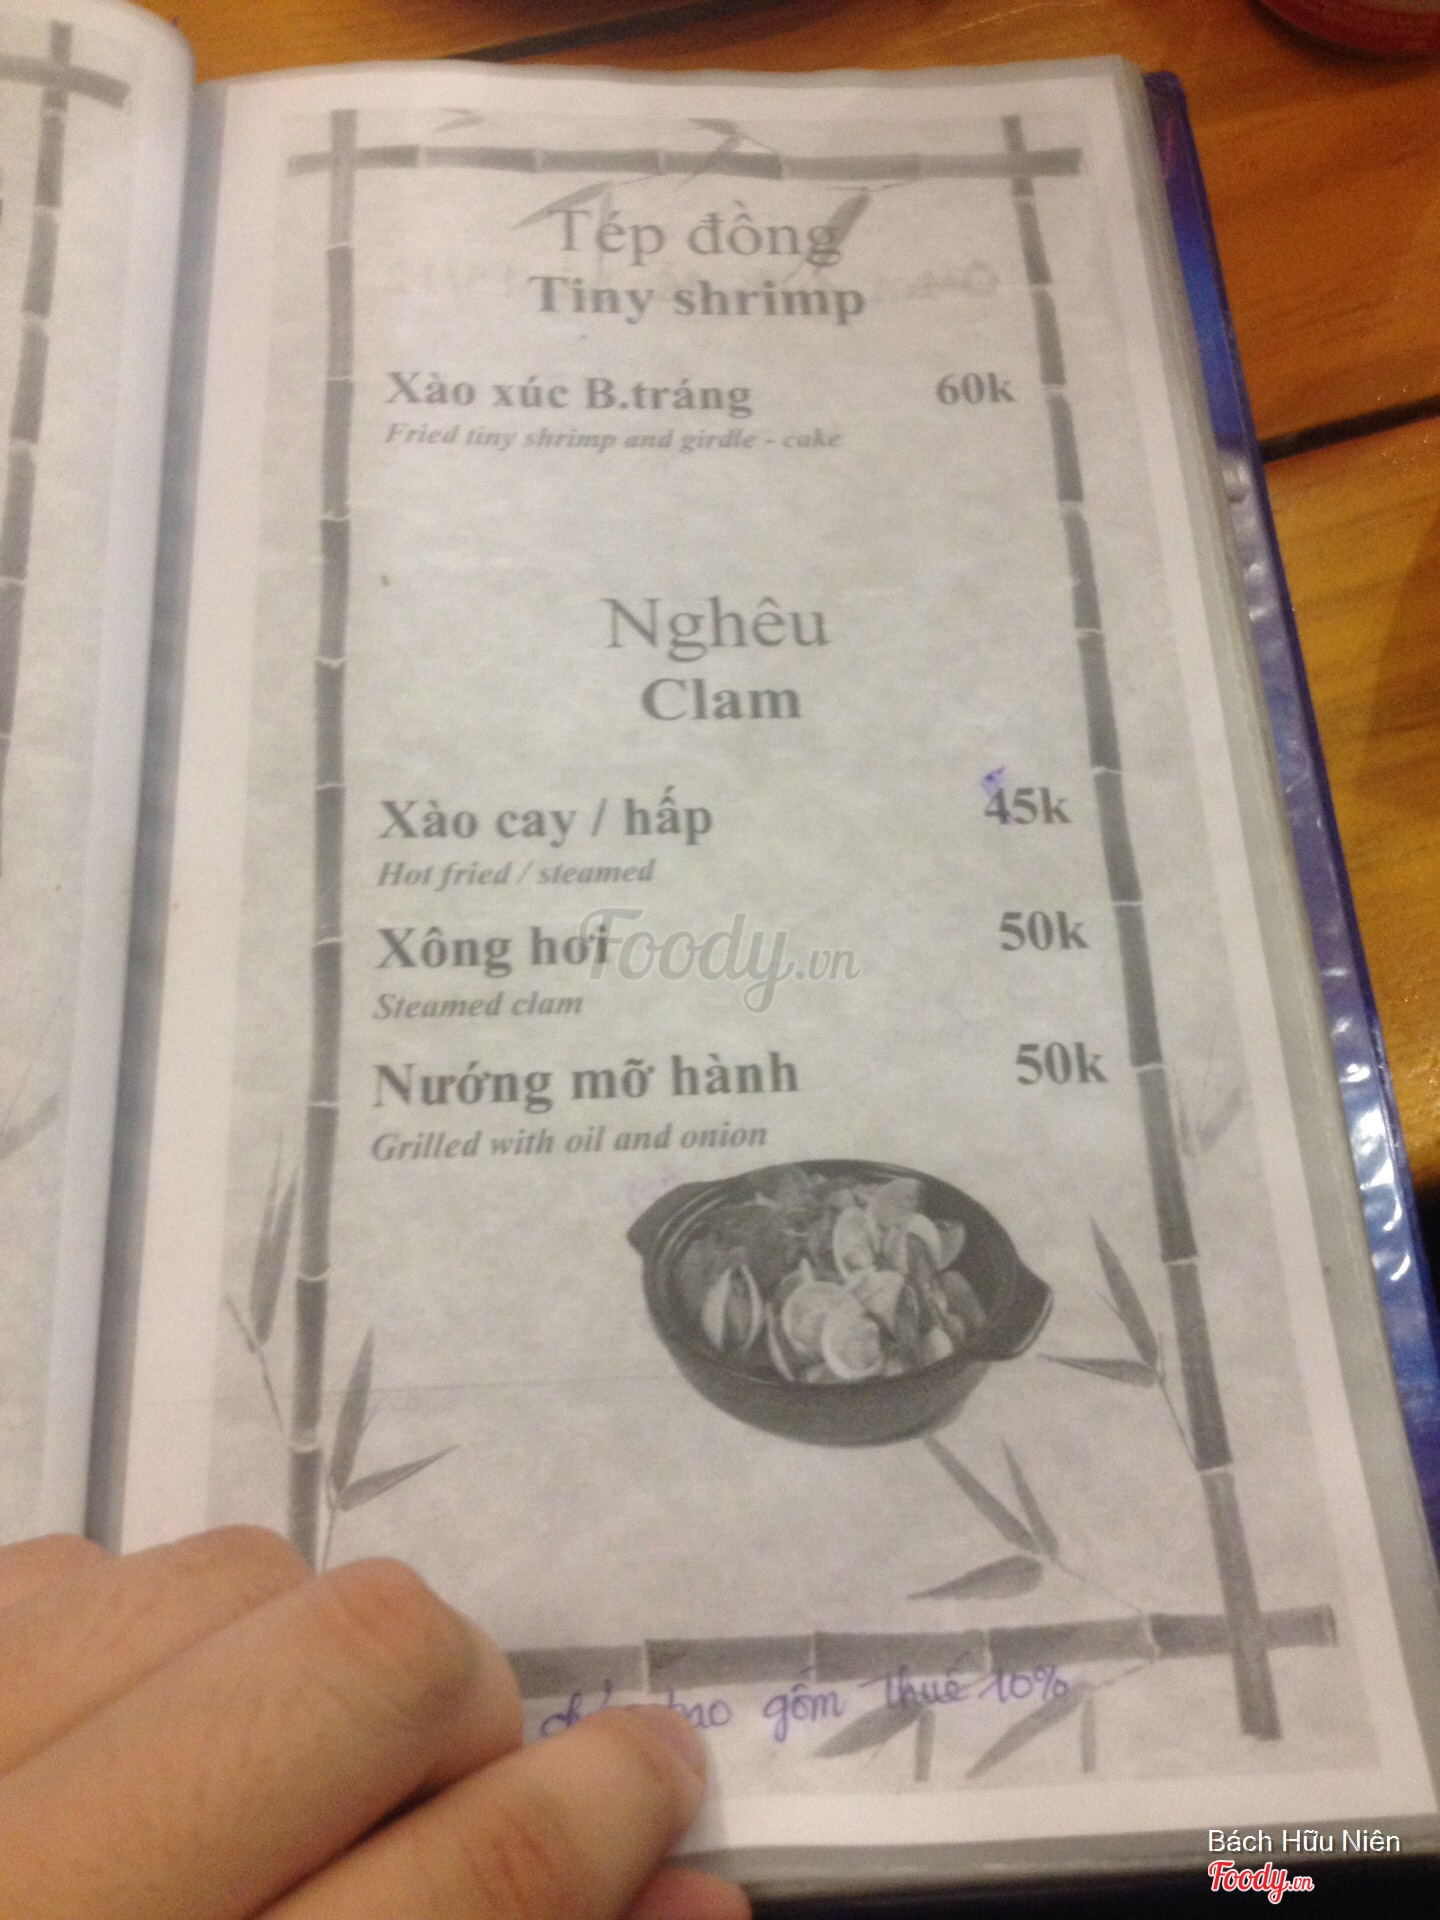 Tép đồng
Tiny shrimp
Xào xúc B.tráng 60k
Fried tiny shrimp and girdle - cake
Nghêu
Clam
Xào cay / hấp 45k
Hot fried / steamed
Xông hơi 50k
Steamed clam
Foody.vn
Nướng mỡ hành 50k
Grilled with oil and onion
bao gồm thuế 10%
Bách Hữu Niên
Foody.vn